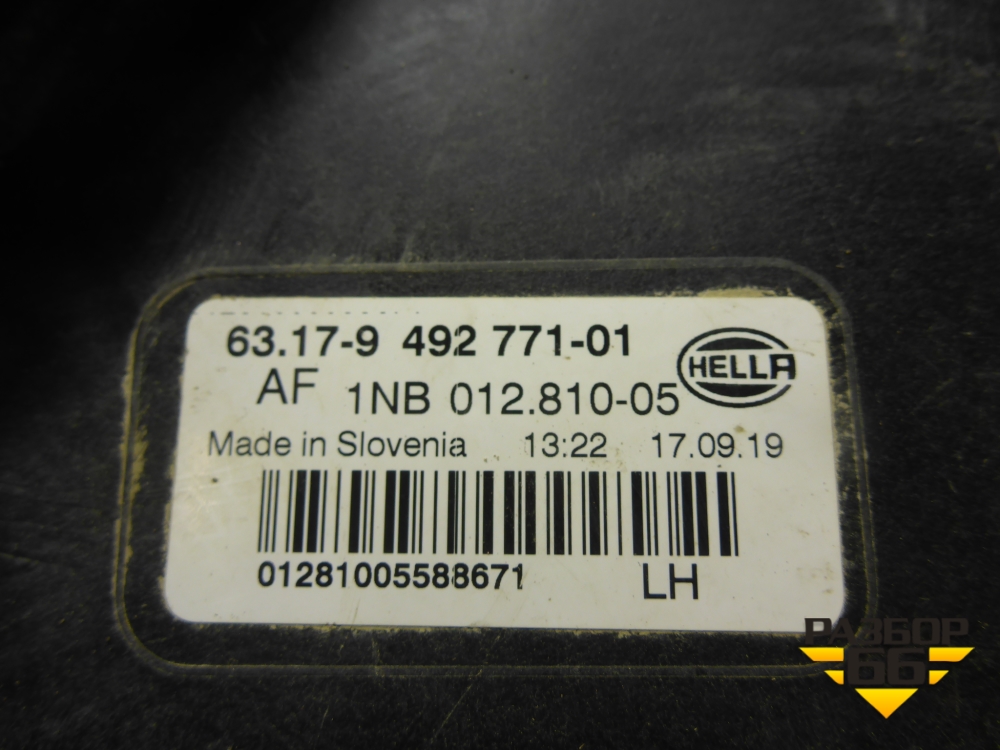 63.17-9 492 771-01
HELLA
AF 1NB 012.810-05
Made in Slovenia 13:22 17.09.19
01281005588671
LH
РАЗБОР
66